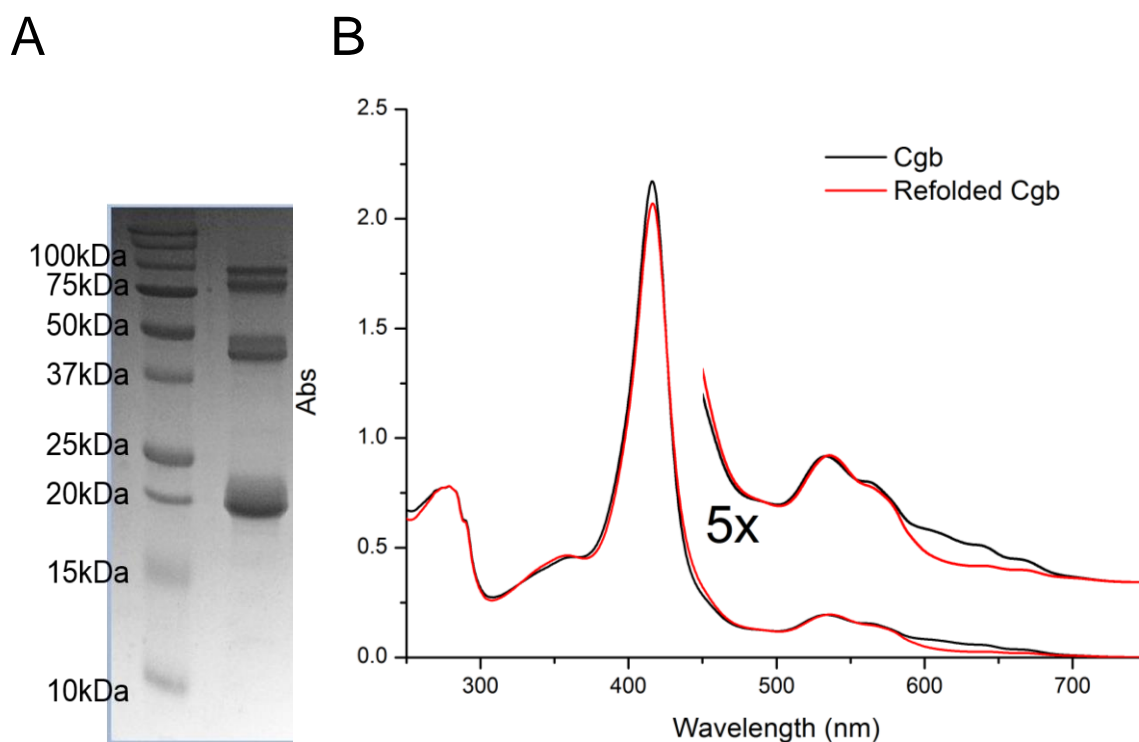 A
B
100kDa
75kDa
50kDa
37kDa
25kDa
20kDa
15kDa
10kDa
Abs
2.5
2.0
1.5
1.0
0.5
0.0
Cgb
Refolded Cgb
5x
300 400 500 600 700
Wavelength (nm)